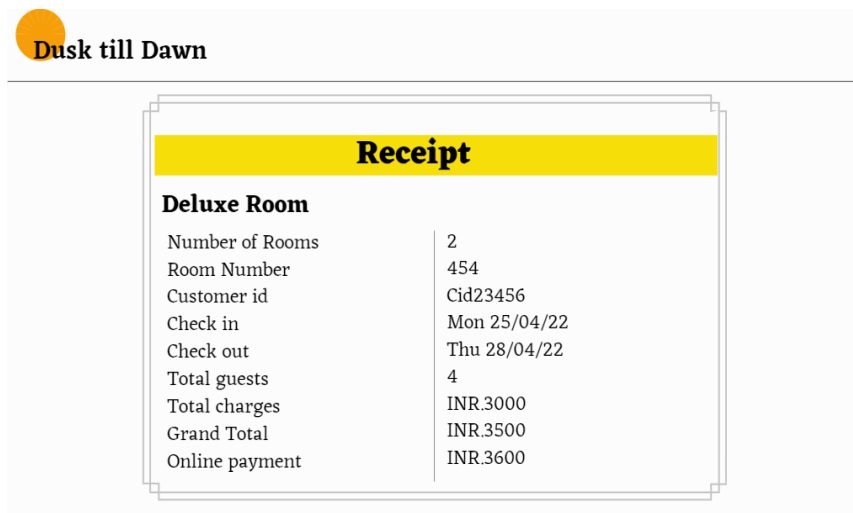 Dusk till Dawn
Receipt
Deluxe Room
Number of Rooms 2
Room Number 454
Customer id Cid23456
Check in Mon 25/04/22
Check out Thu 28/04/22
Total guests 4
Total charges INR.3000
Grand Total INR.3500
Online payment INR.3600